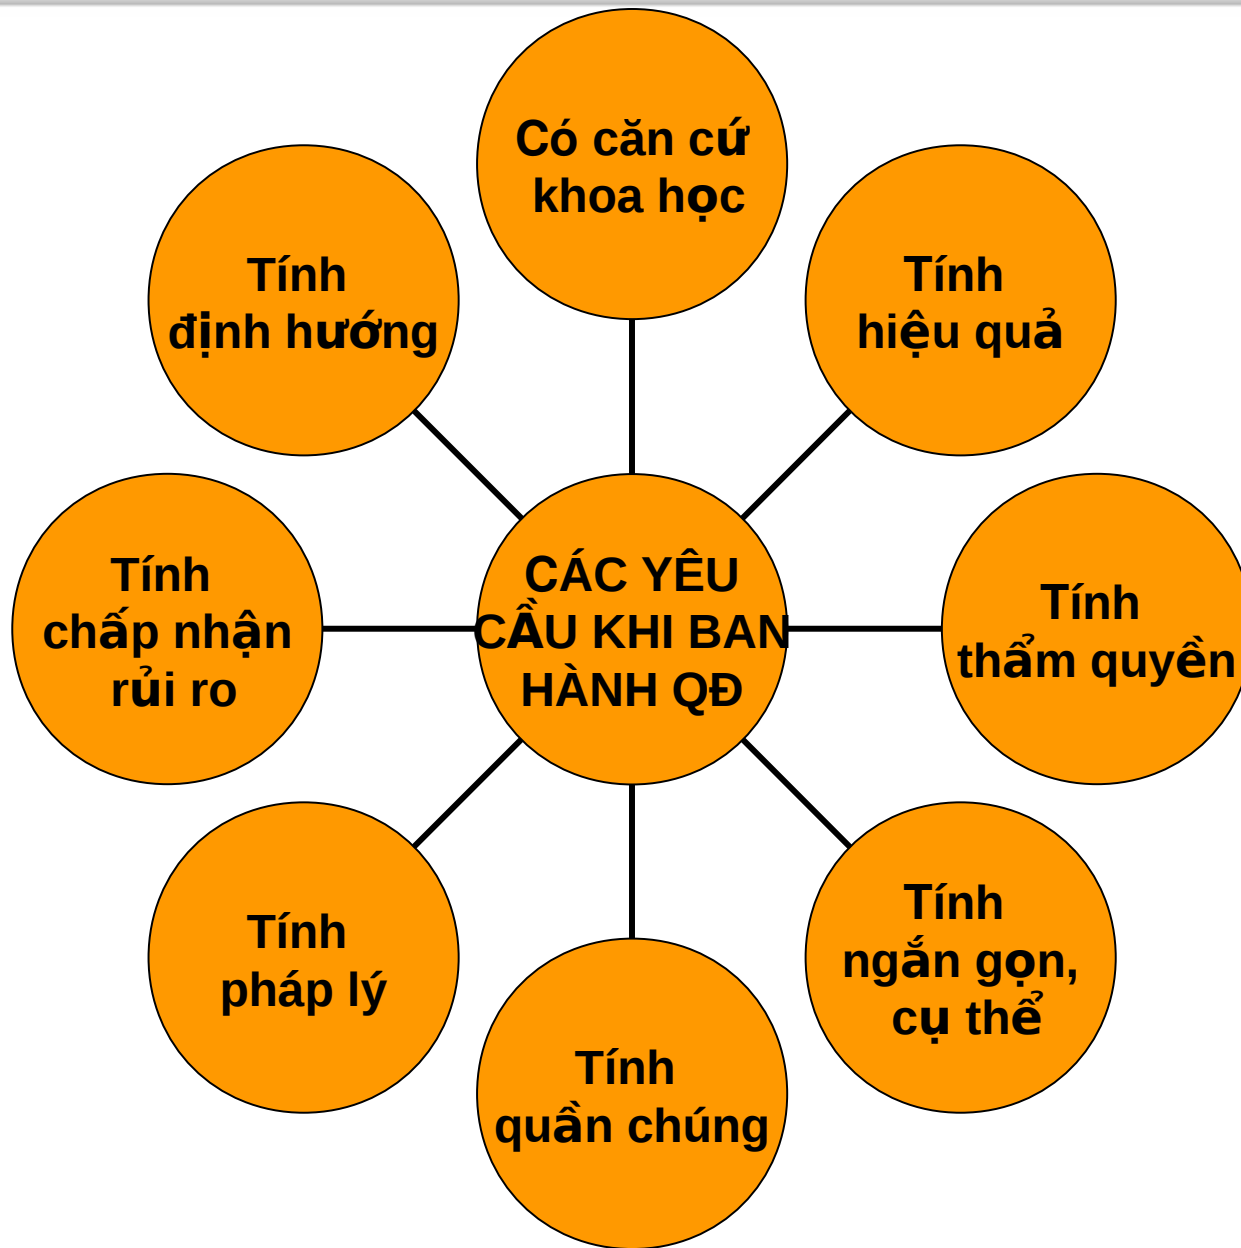 Có căn cứ
khoa học
Tính
định hướng
Tính
hiệu quả
Tính
chấp nhận
rủi ro
CÁC YÊU
CẦU KHI BAN
HÀNH QĐ
Tính
thẩm quyền
Tính
pháp lý
Tính
ngắn gọn,
cụ thể
Tính
quần chúng